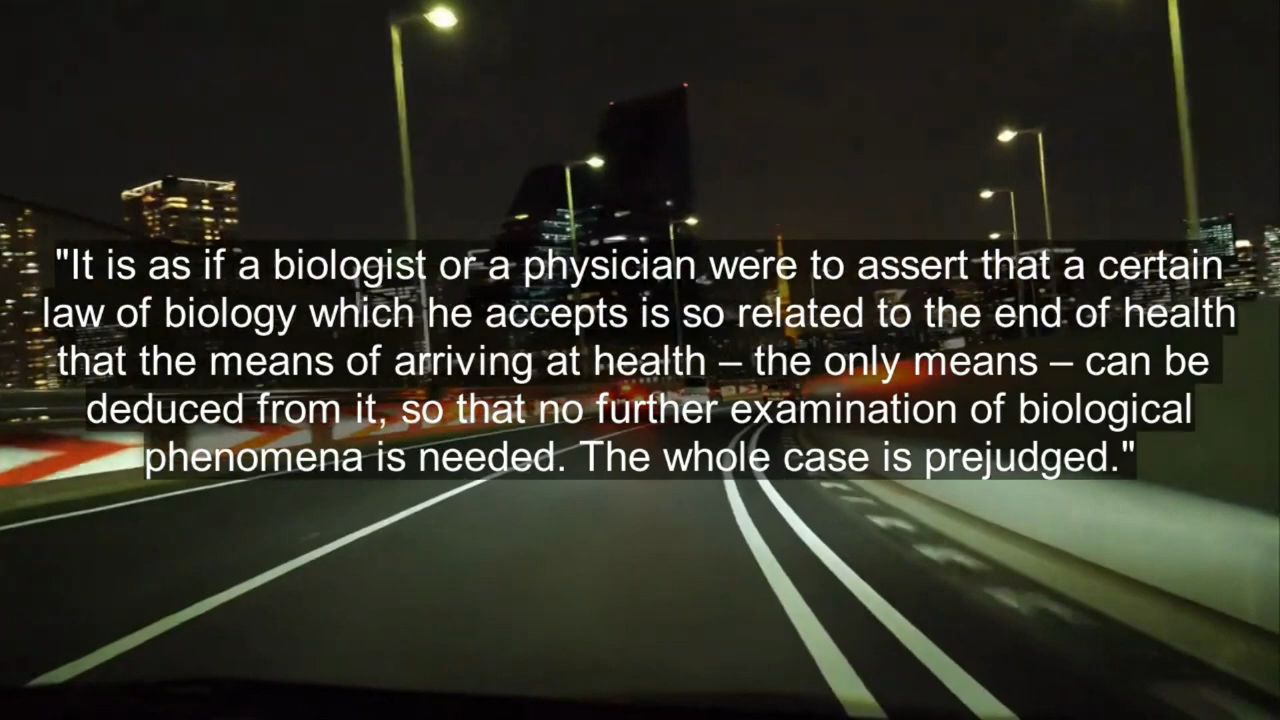 "It is as if a biologist or a physician were to assert that a certain
law of biology which he accepts is so related to the end of health
that the means of arriving at health – the only means – can be
deduced from it, so that no further examination of biological
phenomena is needed. The whole case is prejudged."